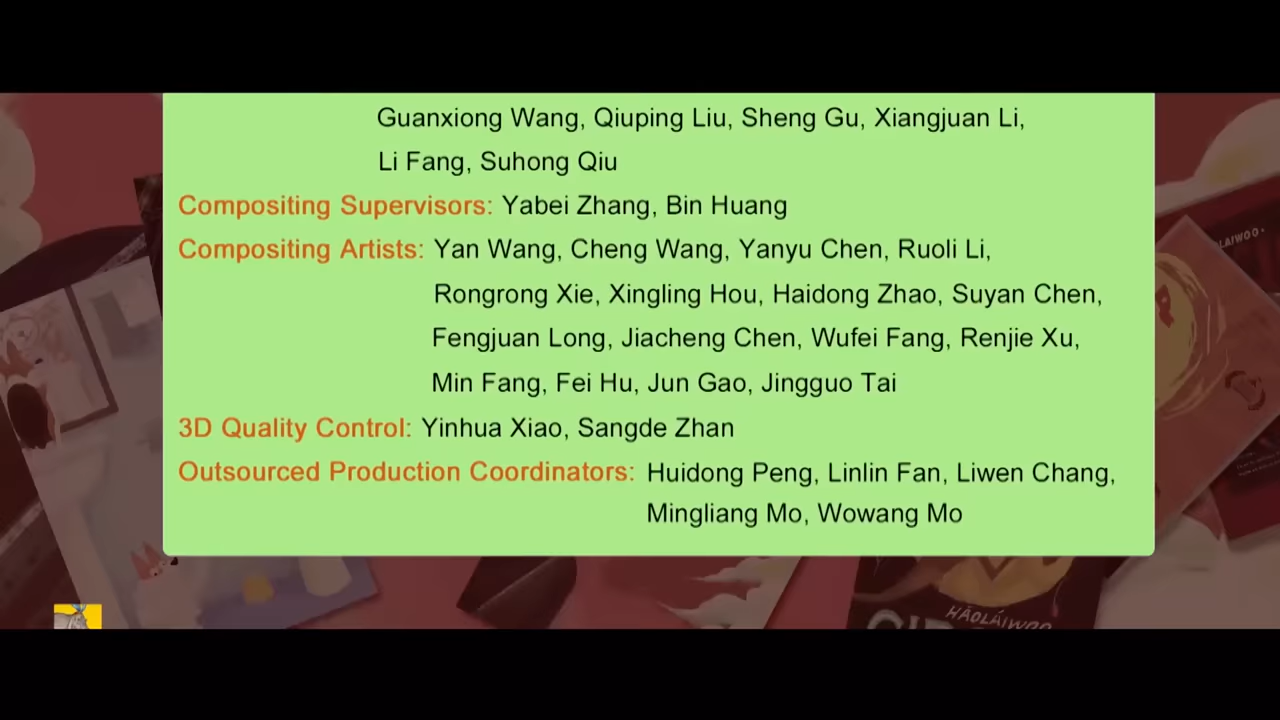 Guanxiong Wang, Qiuping Liu, Sheng Gu, Xiangjuan Li,
Li Fang, Suhong Qiu
Compositing Supervisors: Yabei Zhang, Bin Huang
Compositing Artists: Yan Wang, Cheng Wang, Yanyu Chen, Ruoli Li,
Rongrong Xie, Xingling Hou, Haidong Zhao, Suyan Chen,
Fengjuan Long, Jiacheng Chen, Wufei Fang, Renjie Xu,
Min Fang, Fei Hu, Jun Gao, Jingguo Tai
3D Quality Control: Yinhua Xiao, Sangde Zhan
Outsourced Production Coordinators: Huidong Peng, Linlin Fan, Liwen Chang,
Mingliang Mo, Wowang Mo
HĀOLÁIWOO